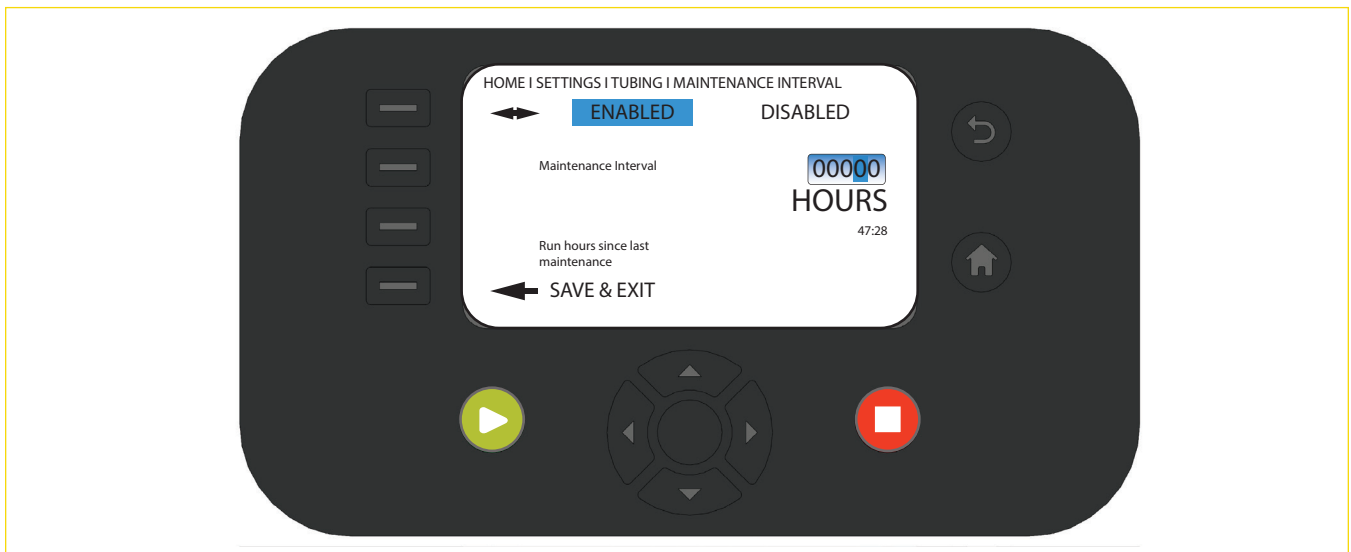 HOME I SETTINGS I TUBING I MAINTENANCE INTERVAL
ENABLED DISABLED
Maintenance Interval 00000
HOURS
47:28
Run hours since last
maintenance
SAVE & EXIT